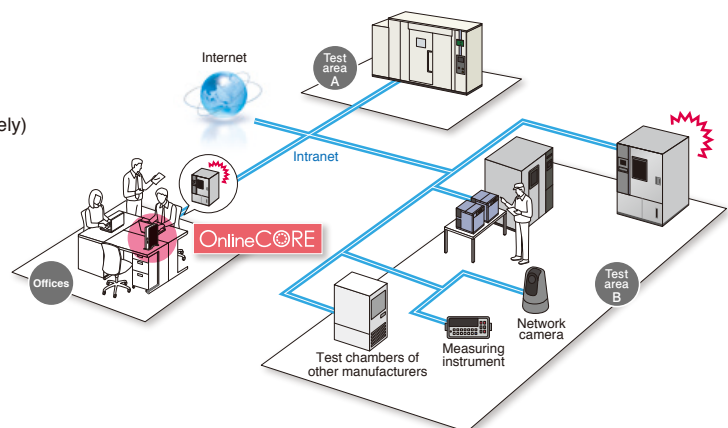 Internet
Test
area
A
ely)
Intranet
OnlineCORE
Offices
Test
area
B
Network
camera
Measuring
instrument
Test chambers of
other manufacturers